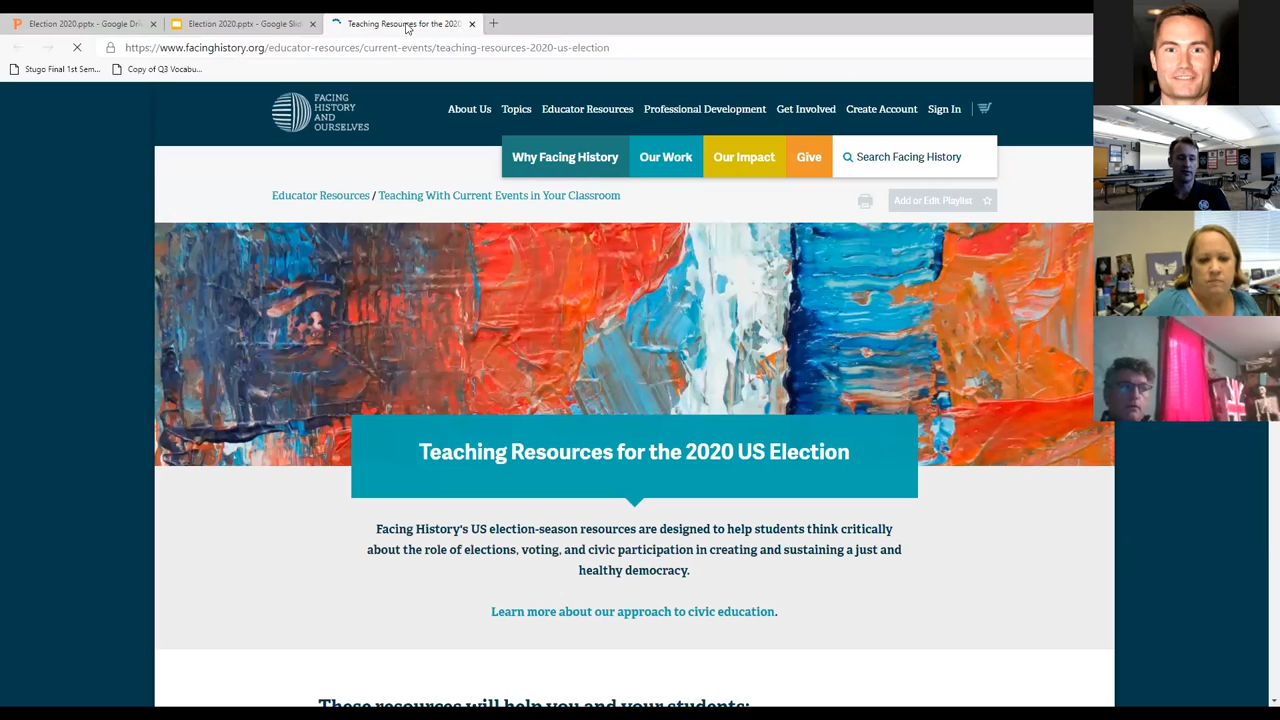 Election 2020.pptx - Google Dri
Election 2020.pptx - Google Slid
Teaching Resources for the 2020
https://www.facinghistory.org/educator-resources/current-events/teaching-resources-2020-us-election
Stugo Final 1st Sem...
Copy of Q3 Vocabu...
FACING
HISTORY
AND
OURSELVES
About Us Topics Educator Resources Professional Development Get Involved Create Account Sign In
Why Facing History Our Work Our Impact Give Search Facing History
Educator Resources / Teaching With Current Events in Your Classroom
Add or Edit Playlist
Teaching Resources for the 2020 US Election
Facing History's US election-season resources are designed to help students think critically
about the role of elections, voting, and civic participation in creating and sustaining a just and
healthy democracy.
Learn more about our approach to civic education.
These resources will help you and your students: